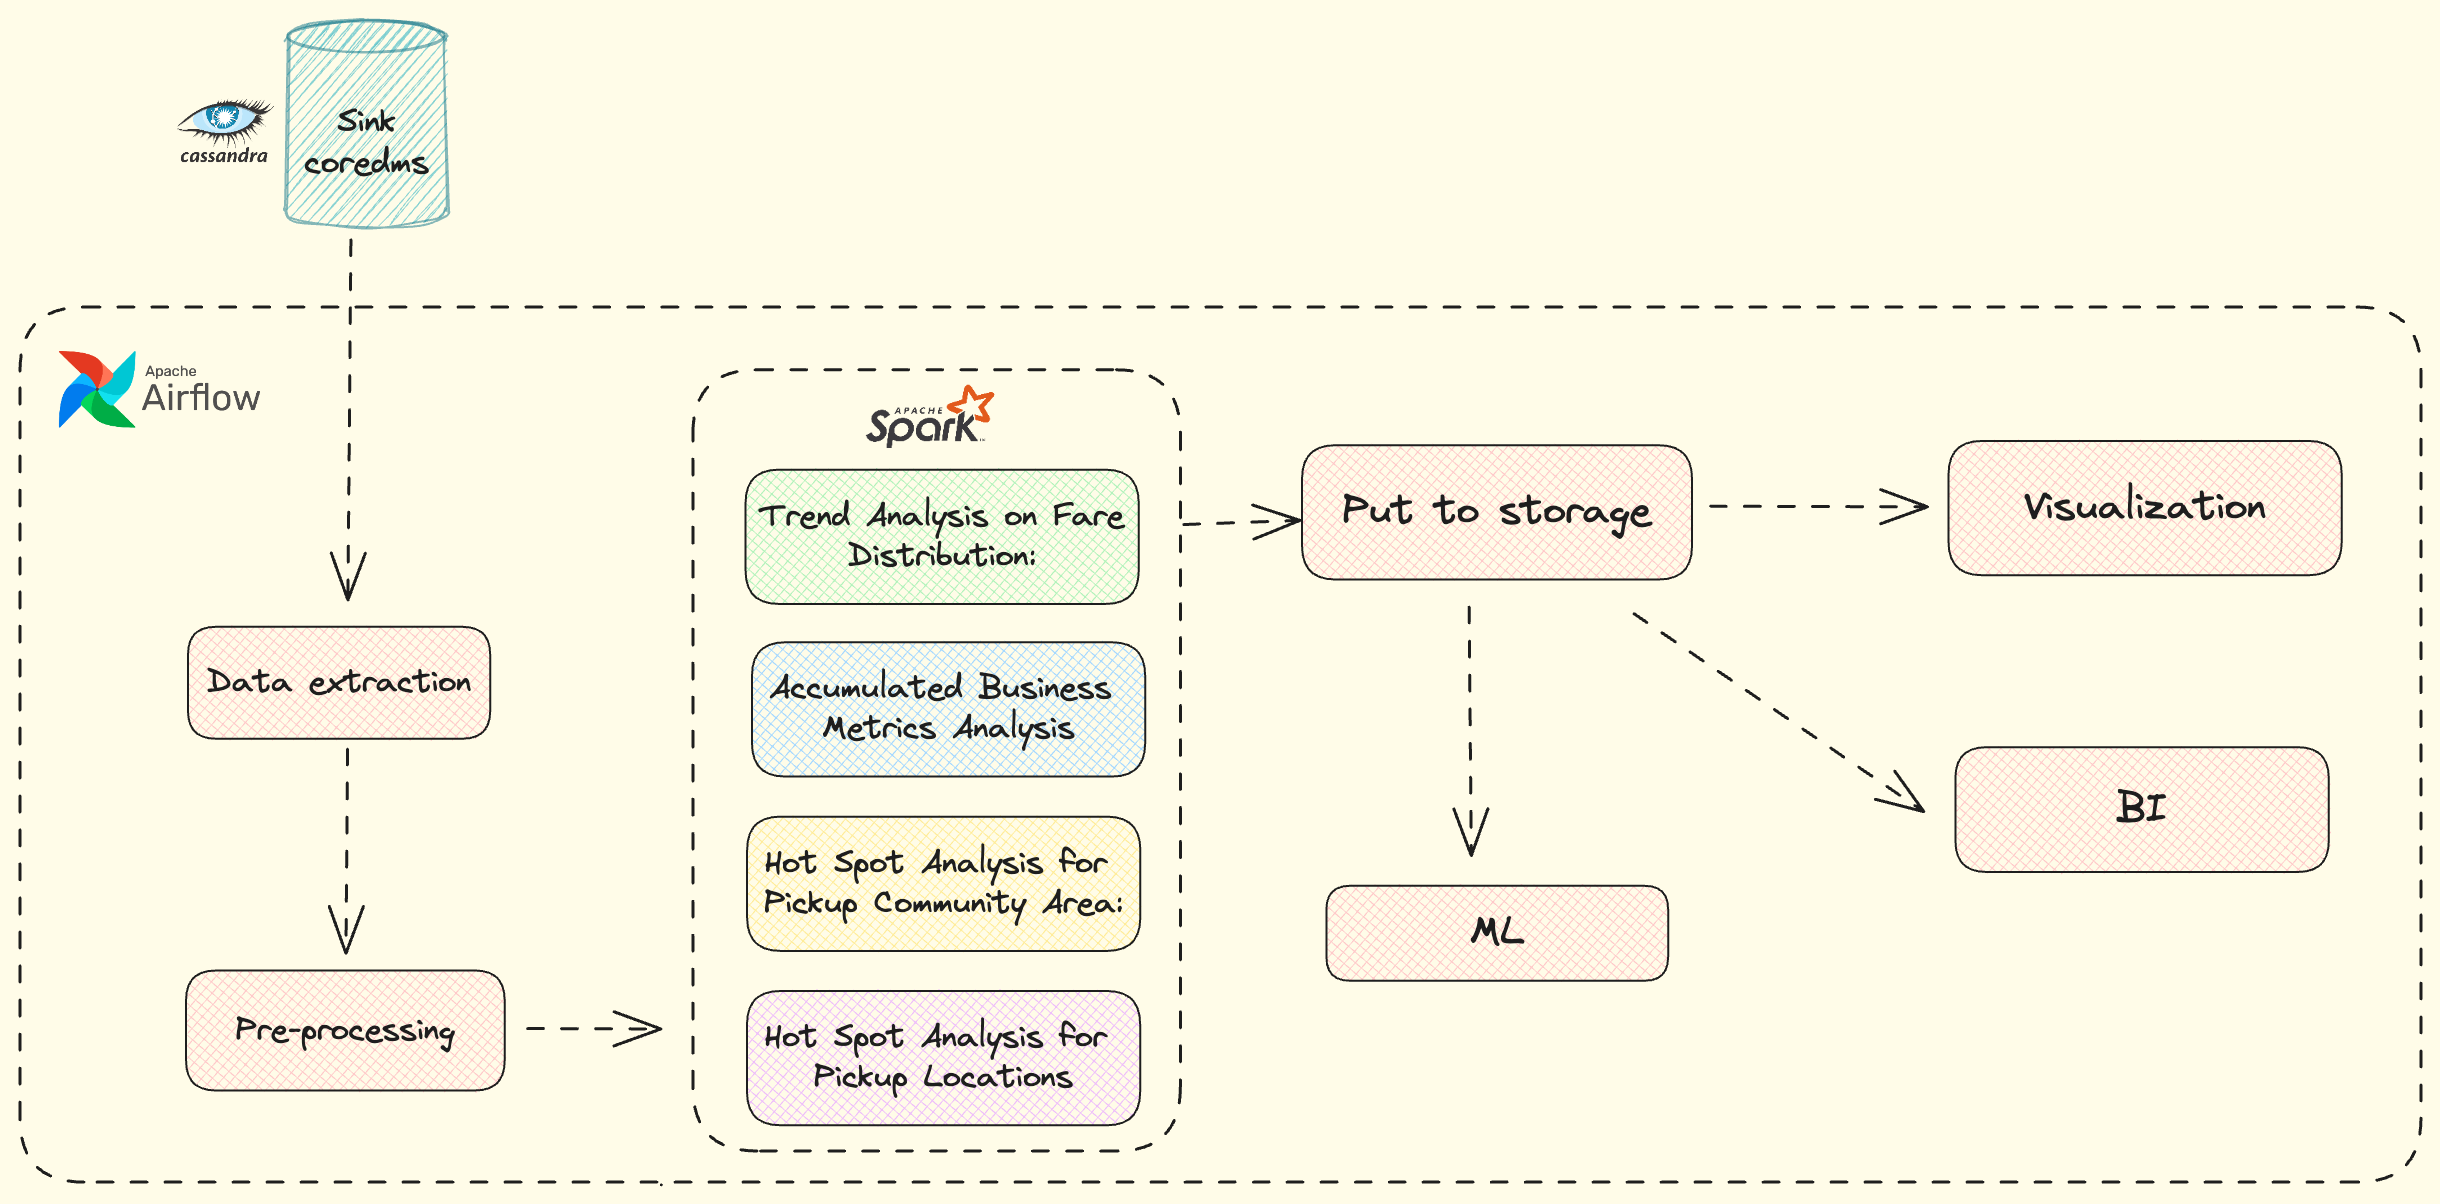 Sink
coredms
cassandra
Apache
Airflow
APACHE
Spark
Trend Analysis on Fare
Distribution:
Put to storage
Visualization
Data extraction
Accumulated Business
Metrics Analysis
BI
Hot Spot Analysis for
Pickup Community Area:
ML
Pre-processing
Hot Spot Analysis for
Pickup Locations